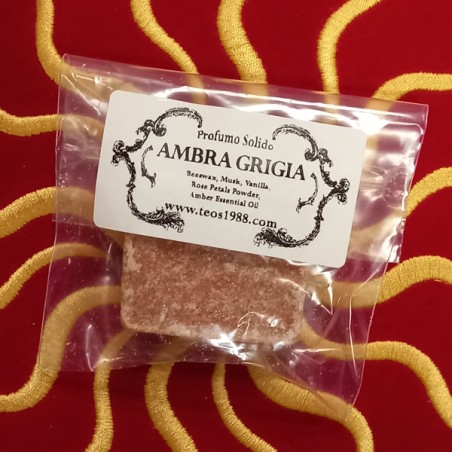 Profumo Solido
AMBRA GRIGIA
Beeswax, Musk, Vanilla,
Rose Petals Powder,
Amber Essential Oil
www.teos1988.com